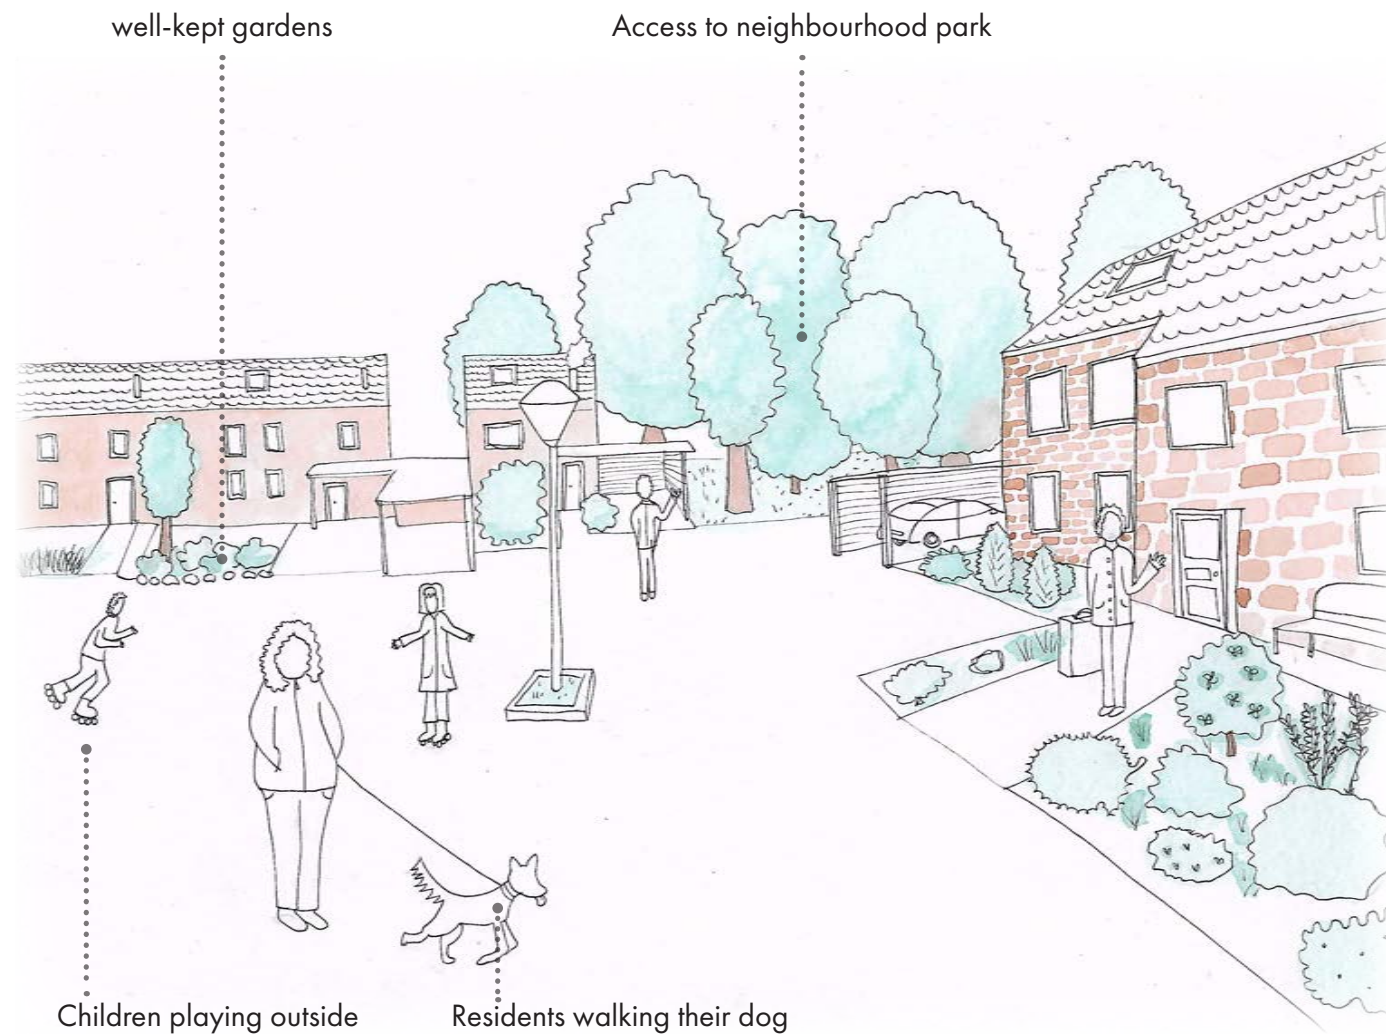 well-kept gardens
Access to neighbourhood park
Children playing outside
Residents walking their dog